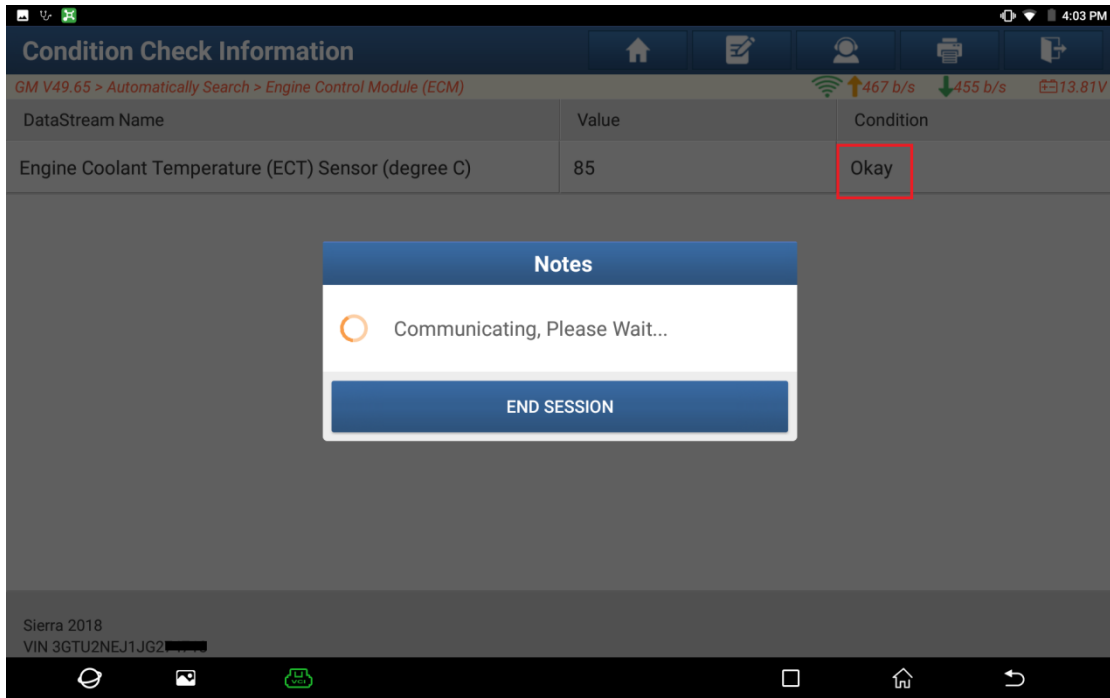 4:03 PM
Condition Check Information
GM V49.65 > Automatically Search > Engine Control Module (ECM) 467 b/s 455 b/s 13.81V
DataStream Name Value Condition
Engine Coolant Temperature (ECT) Sensor (degree C) 85 Okay
Notes
Communicating, Please Wait...
END SESSION
Sierra 2018
VIN 3GTU2NEJ1JG2
VCI